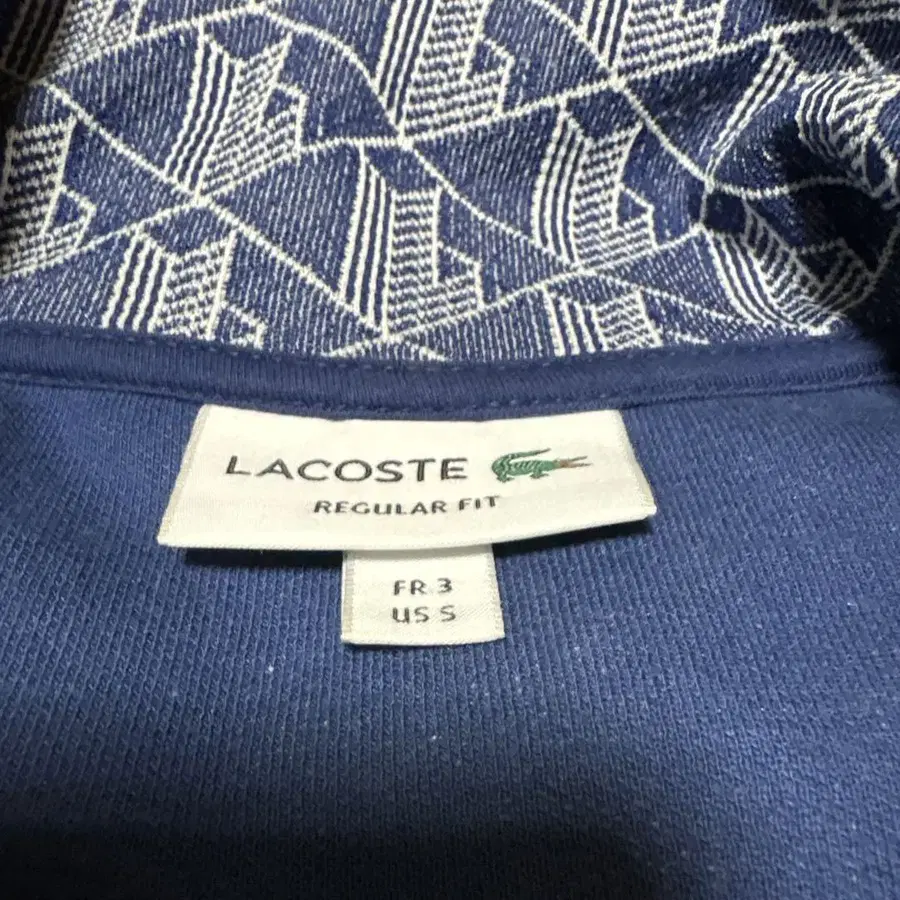 LACOSTE
REGULAR FIT
FR 3
US S